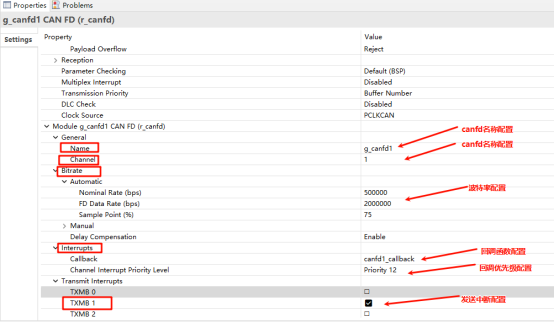 Properties Problems
g_canfd1 CAN FD (r_canfd)
Settings
Property Value
Payload Overflow Reject
Reception
Parameter Checking Default (BSP)
Multiplex Interrupt Disabled
Transmission Priority Buffer Number
DLC Check Disabled
Clock Source PCLKCAN
Module g_canfd1 CAN FD (r_canfd)
General
canfd名称配置
Name g_canfd1
canfd名称配置
Channel 1
Bitrate
Automatic
Nominal Rate (bps) 500000
波特率配置
FD Data Rate (bps) 2000000
Sample Point (%) 75
Manual
Delay Compensation Enable
Interrupts
回调函数配置
Callback canfd1_callback
Channel Interrupt Priority Level Priority 12
回调优先级配置
Transmit Interrupts
TXMB 0
发送中断配置
TXMB 1
TXMB 2